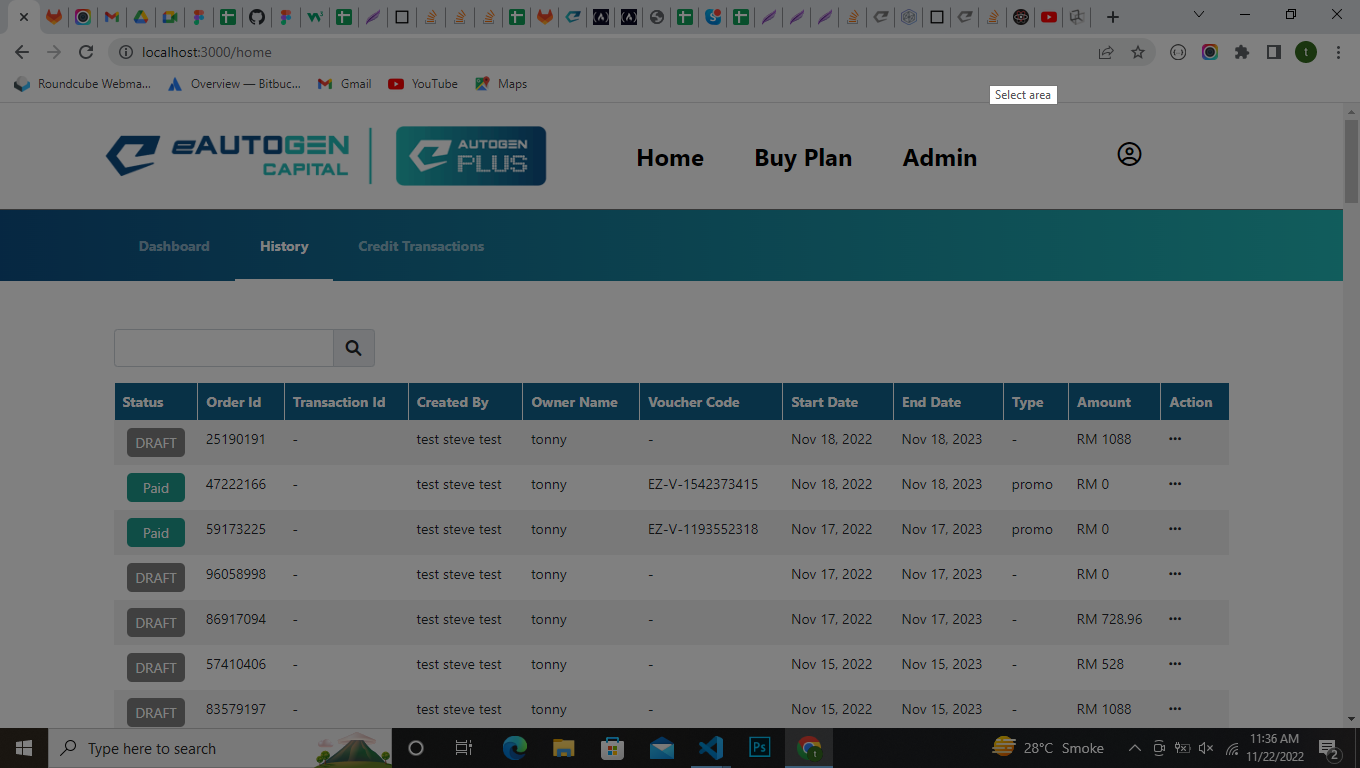 localhost:3000/home
t
Roundcube Webma...
Overview — Bitbuc...
Gmail
YouTube
Maps
Select area
eAUTOGEN
CAPITAL
AUTOGEN
PLUS
Home
Buy Plan
Admin
Dashboard
History
Credit Transactions
Status Order Id Transaction Id Created By Owner Name Voucher Code Start Date End Date Type Amount Action
DRAFT 25190191 - test steve test tonny - Nov 18, 2022 Nov 18, 2023 - RM 1088 •••
Paid 47222166 - test steve test tonny EZ-V-1542373415 Nov 18, 2022 Nov 18, 2023 promo RM 0 •••
Paid 59173225 - test steve test tonny EZ-V-1193552318 Nov 17, 2022 Nov 17, 2023 promo RM 0 •••
DRAFT 96058998 - test steve test tonny - Nov 17, 2022 Nov 17, 2023 - RM 0 •••
DRAFT 86917094 - test steve test tonny - Nov 17, 2022 Nov 17, 2023 - RM 728.96 •••
DRAFT 57410406 - test steve test tonny - Nov 15, 2022 Nov 15, 2023 - RM 528 •••
DRAFT 83579197 - test steve test tonny - Nov 15, 2022 Nov 15, 2023 - RM 1088 •••
Type here to search
Ps
28°C Smoke
11:36 AM
11/22/2022
2